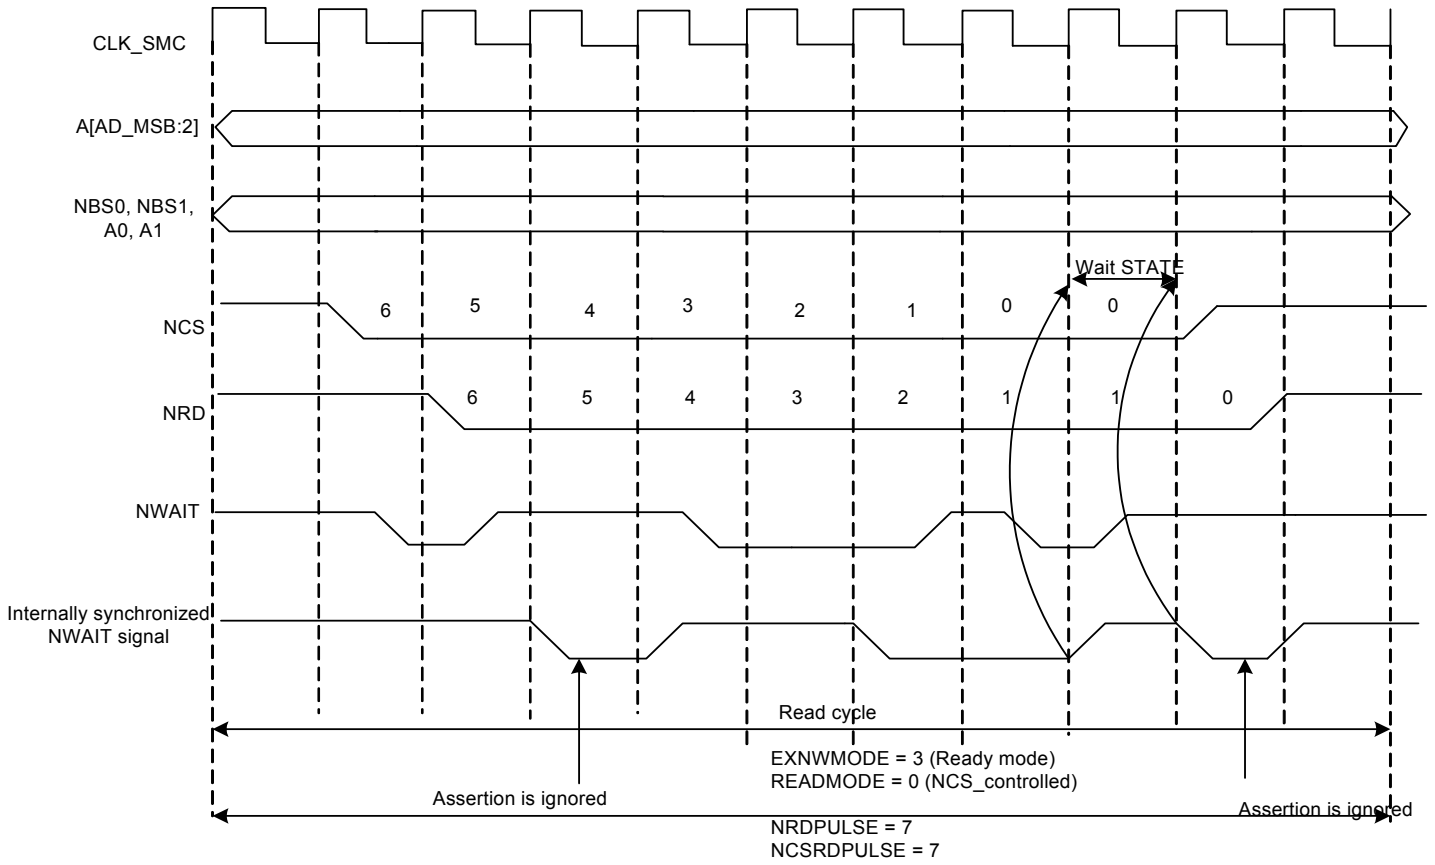 CLK_SMC
A[AD_MSB:2]
NBS0, NBS1,
A0, A1
Wait STATE
NCS
6 5 4 3 2 1 0 0
NRD
6 5 4 3 2 1 1 0
NWAIT
Internally synchronized
NWAIT signal
Read cycle
EXNWMODE = 3 (Ready mode)
READMODE = 0 (NCS_controlled)
Assertion is ignored
Assertion is ignored
NRDPULSE = 7
NCSRDPULSE = 7